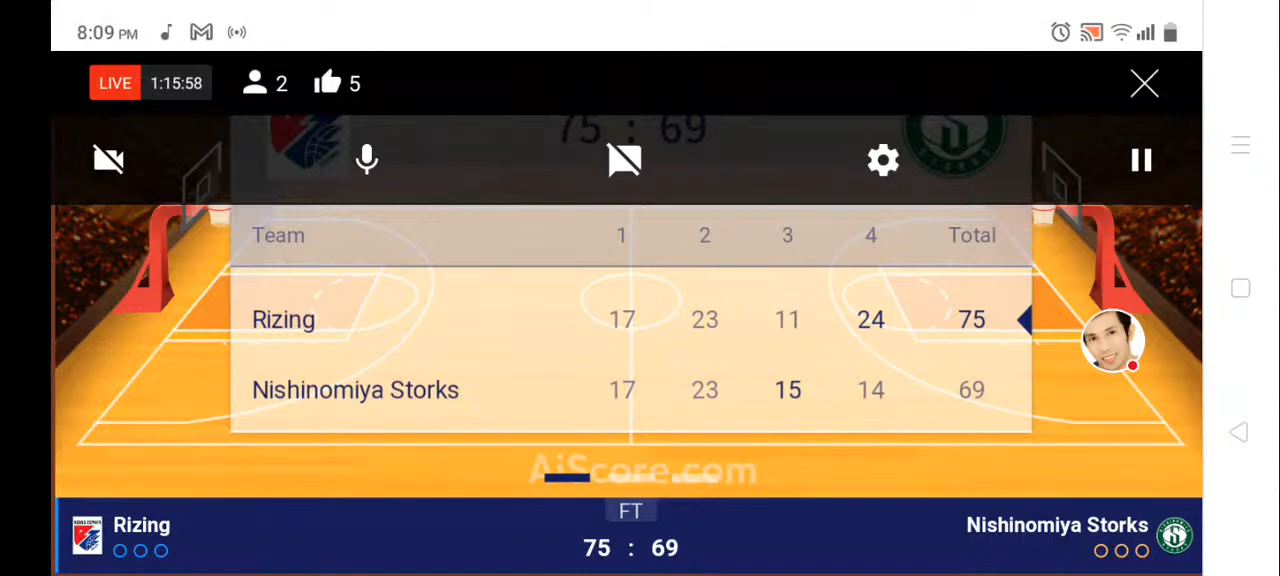 8:09 PM
LIVE 1:15:58 2 5
75 : 69
STORKS
Team 1 2 3 4 Total
Rizing 17 23 11 24 75
Nishinomiya Storks 17 23 15 14 69
AiScore.com
FT
Rizing
75 : 69
Nishinomiya Storks